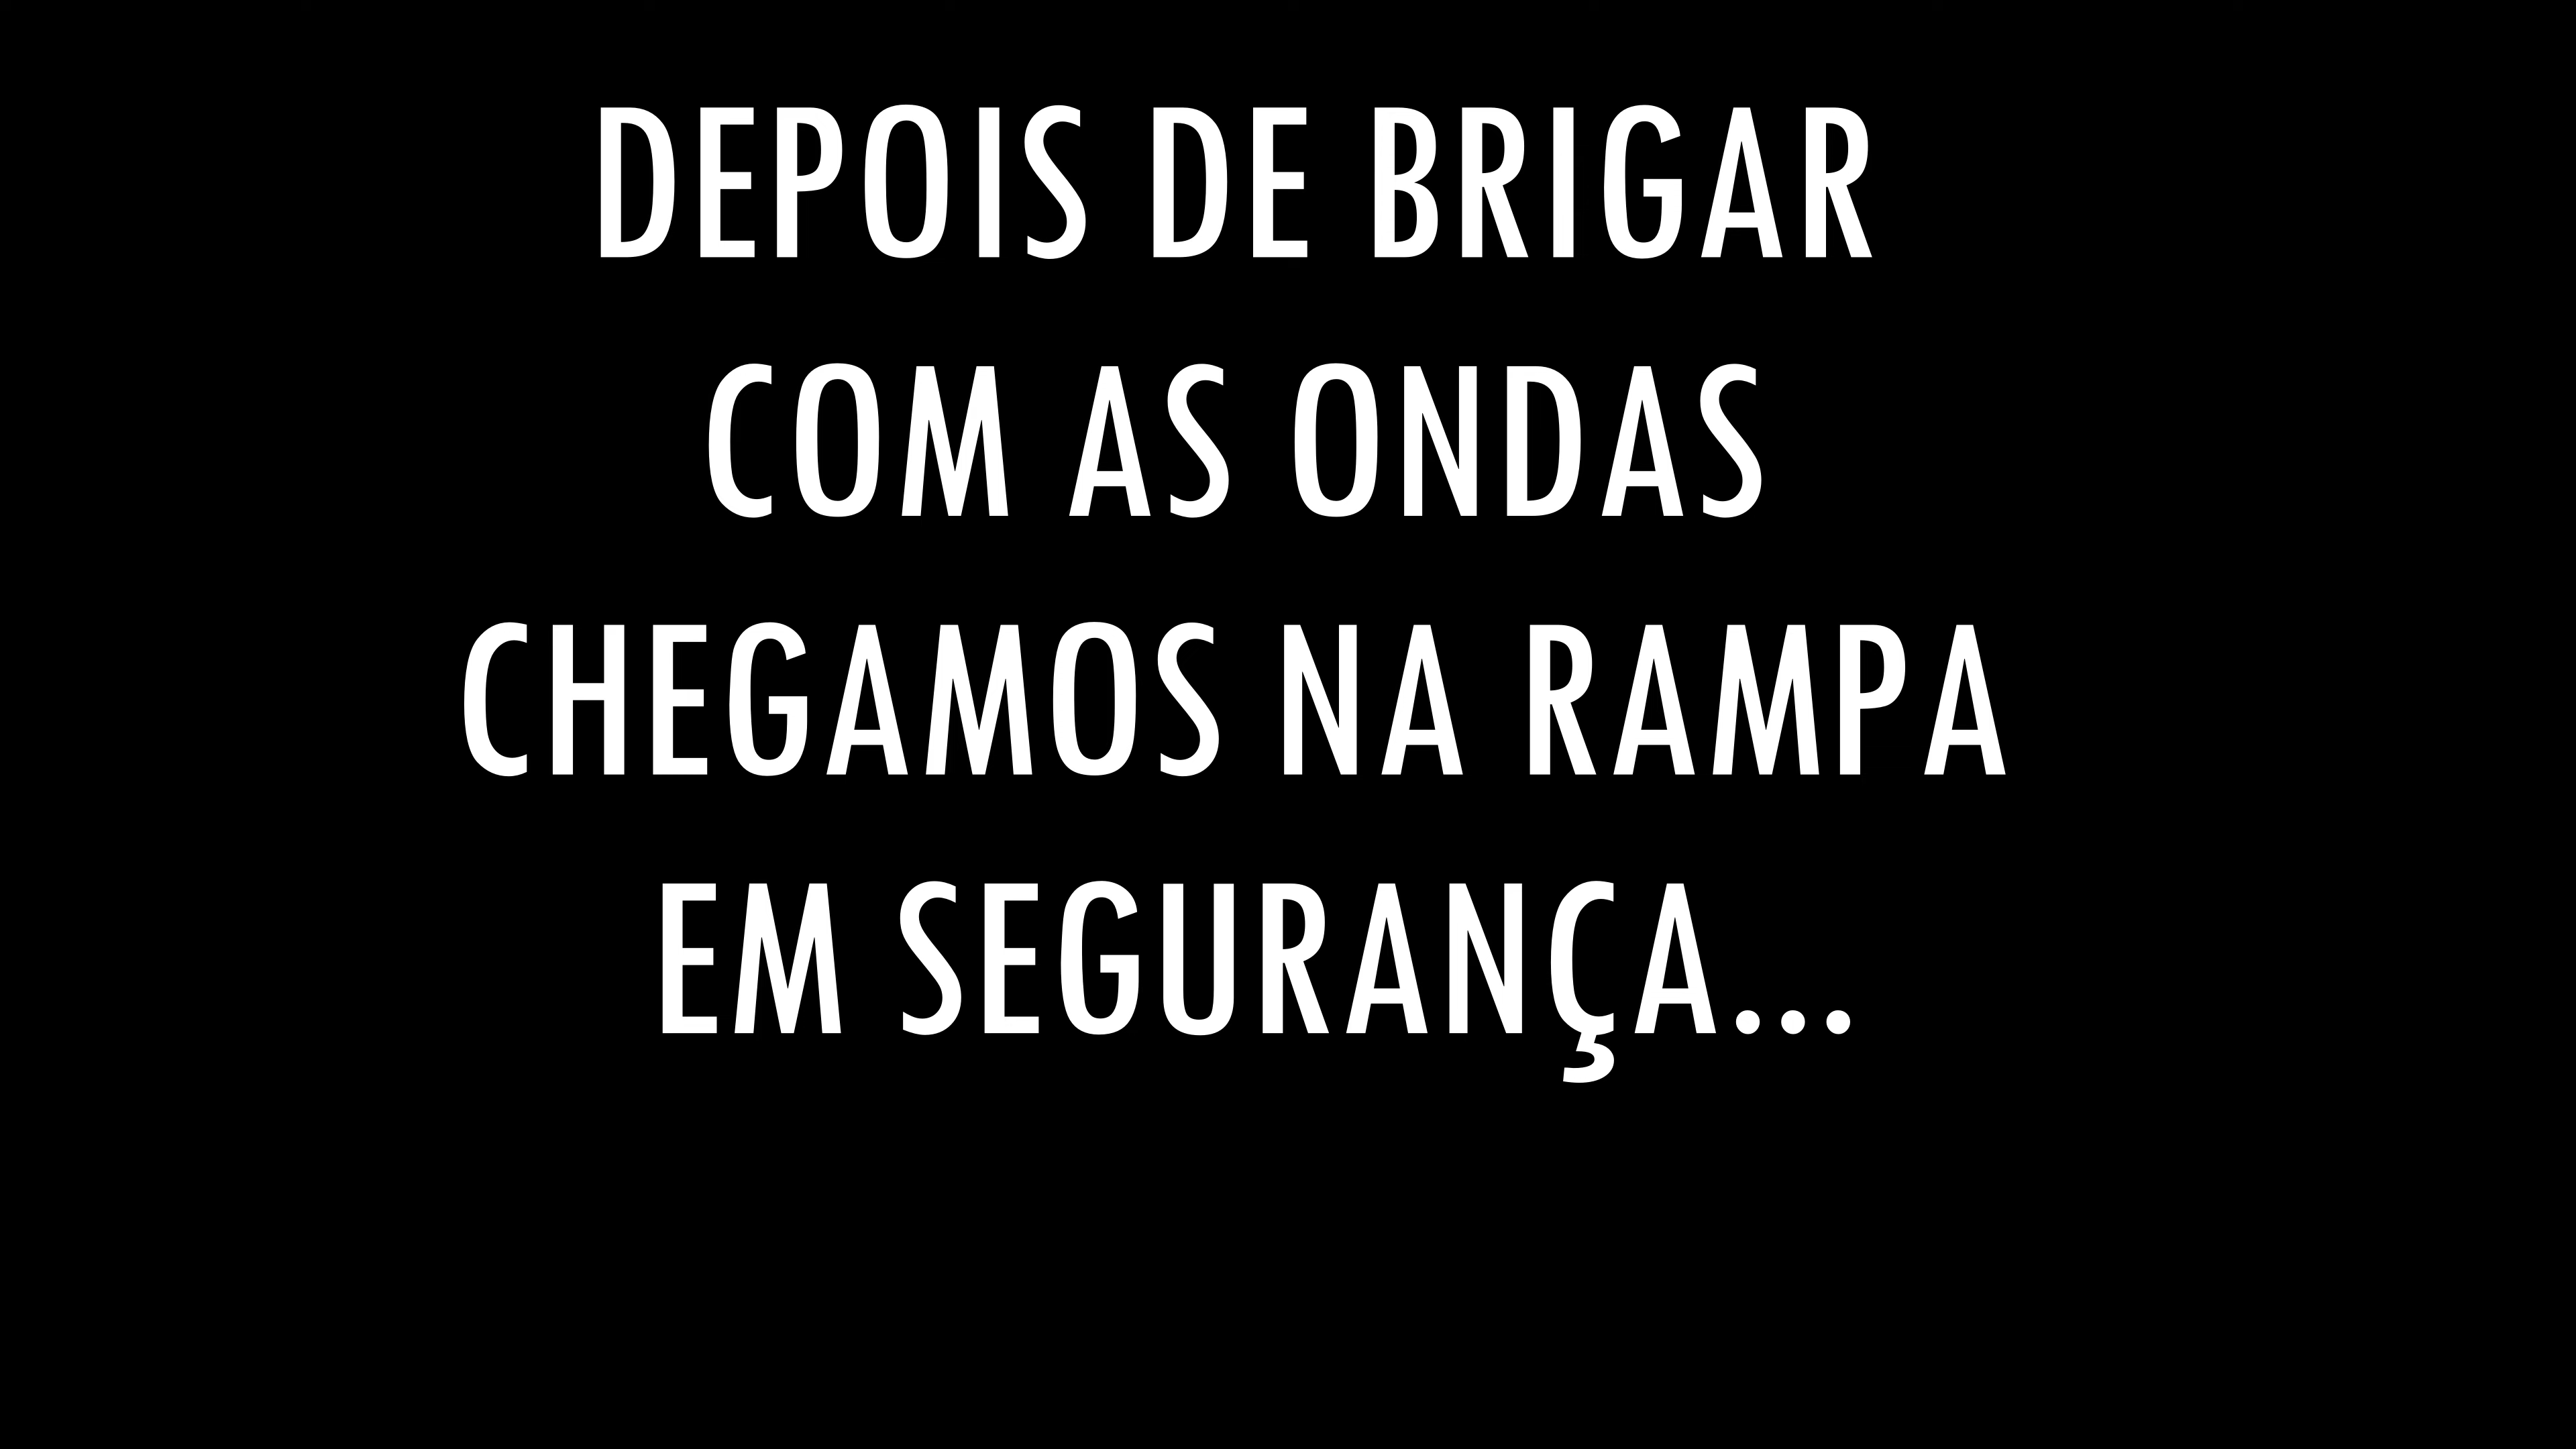 DEPOIS DE BRIGAR
COM AS ONDAS
CHEGAMOS NA RAMPA
EM SEGURANÇA...